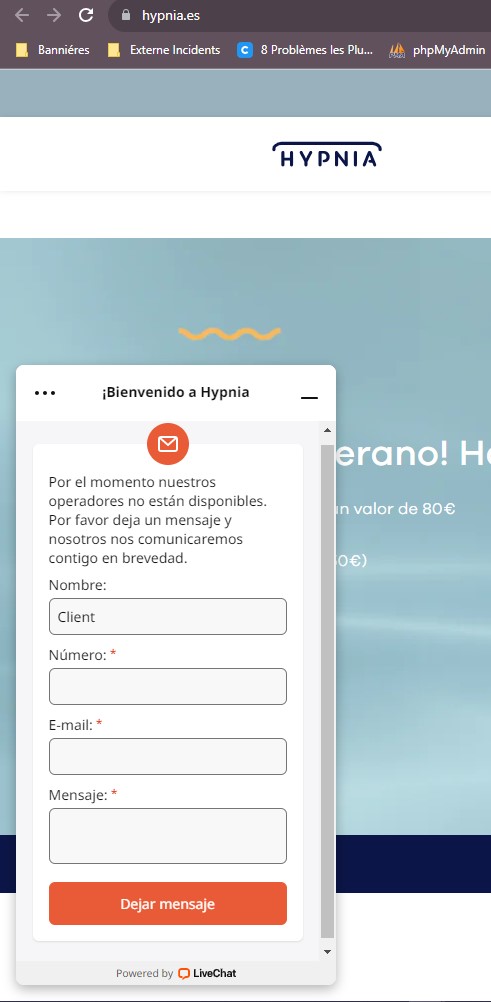 hypnia.es
Banniéres
Externe Incidents
C
8 Problèmes les Plu...
phpMyAdmin
HYPNIA
¡Bienvenido a Hypnia
erano! H
un valor de 80€
0€)
Por el momento nuestros
operadores no están disponibles.
Por favor deja un mensaje y
nosotros nos comunicaremos
contigo en brevedad.
Nombre:
Client
Número: *
E-mail: *
Mensaje: *
Dejar mensaje
Powered by LiveChat